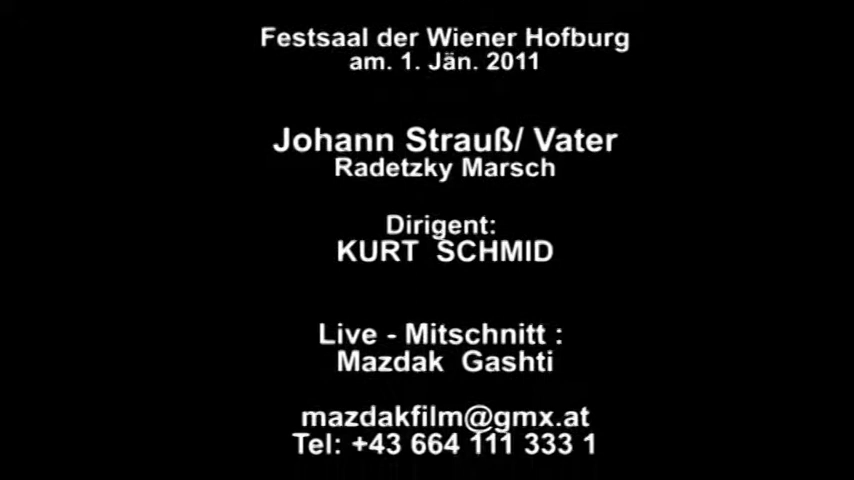 Festsaal der Wiener Hofburg
am. 1. Jän. 2011
Johann Strauß/ Vater
Radetzky Marsch
Dirigent:
KURT SCHMID
Live - Mitschnitt :
Mazdak Gashti
mazdakfilm@gmx.at
Tel: +43 664 111 333 1